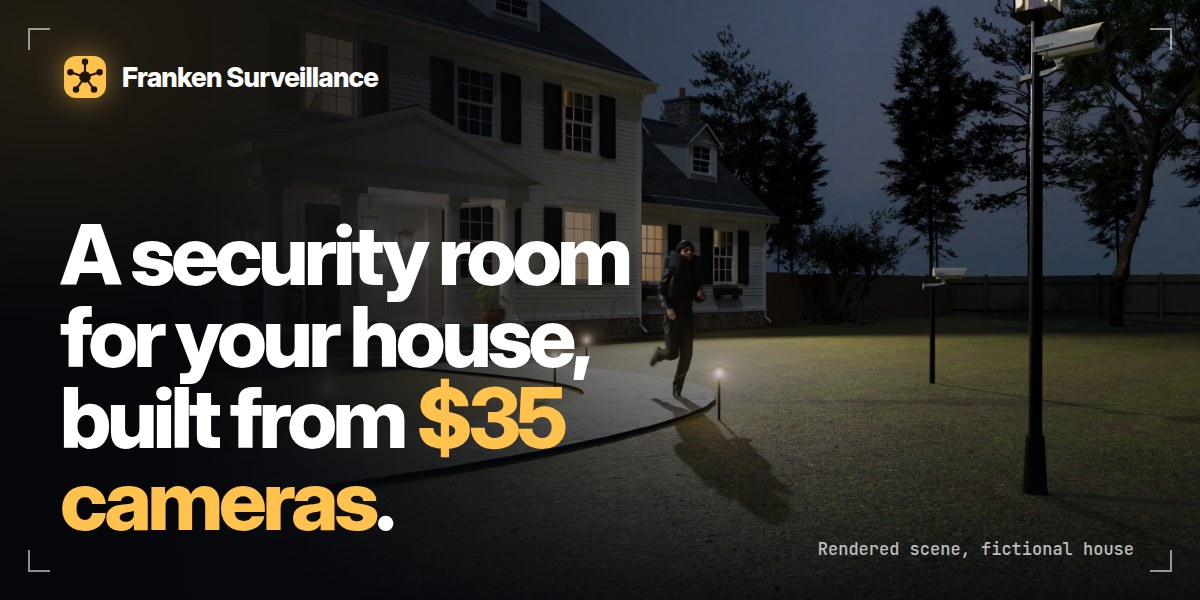 Franken Surveillance
A security room
for your house,
built from $35
cameras.
Rendered scene, fictional house